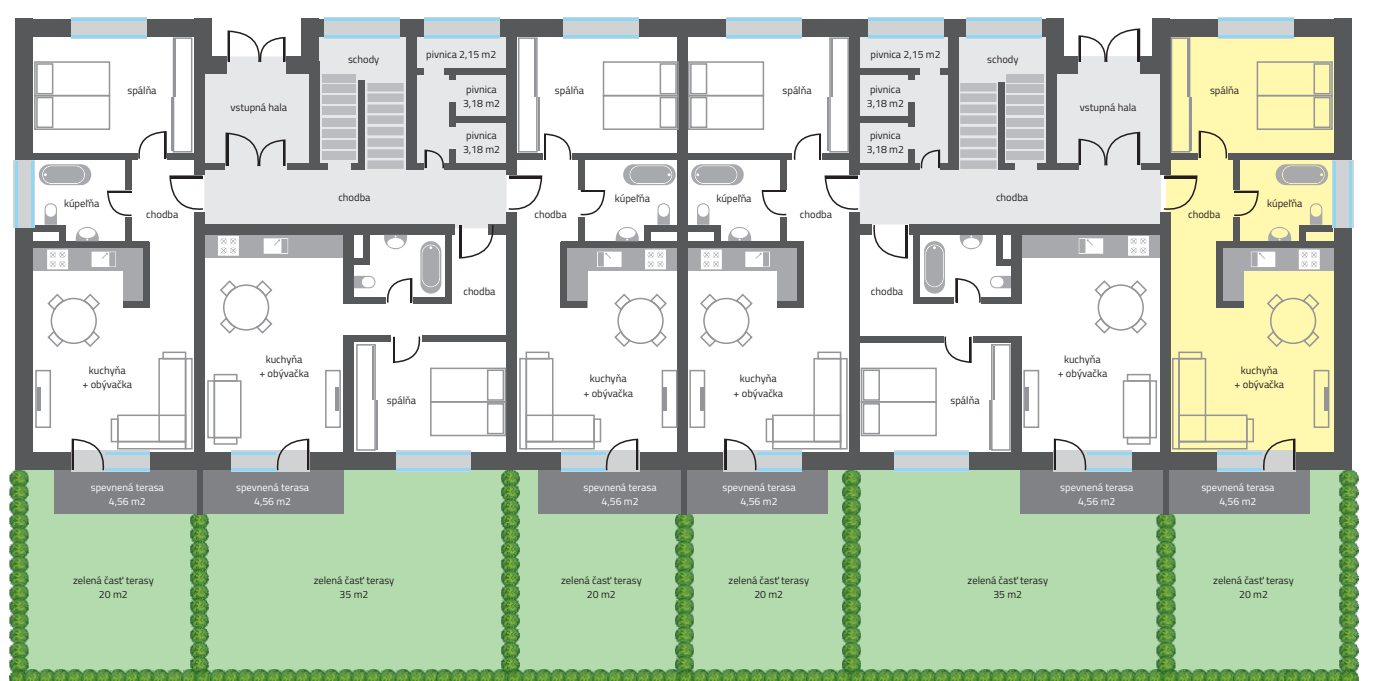 pivnica 2,15 m2
pivnica 2,15 m2
schody
schody
spálňa
spálňa
spálňa
spálňa
pivnica
3,18 m2
pivnica
3,18 m2
vstupná hala
vstupná hala
pivnica
3,18 m2
pivnica
3,18 m2
chodba
chodba
kúpeľňa
kúpeľňa
kúpeľňa
kúpeľňa
chodba
chodba
chodba
chodba
chodba
chodba
kuchyňa
+ obývačka
kuchyňa
+ obývačka
kuchyňa
+ obývačka
kuchyňa
+ obývačka
kuchyňa
+ obývačka
kuchyňa
+ obývačka
spálňa
spálňa
spevnená terasa
4,56 m2
spevnená terasa
4,56 m2
spevnená terasa
4,56 m2
spevnená terasa
4,56 m2
spevnená terasa
4,56 m2
spevnená terasa
4,56 m2
zelená časť terasy
20 m2
zelená časť terasy
35 m2
zelená časť terasy
20 m2
zelená časť terasy
20 m2
zelená časť terasy
35 m2
zelená časť terasy
20 m2